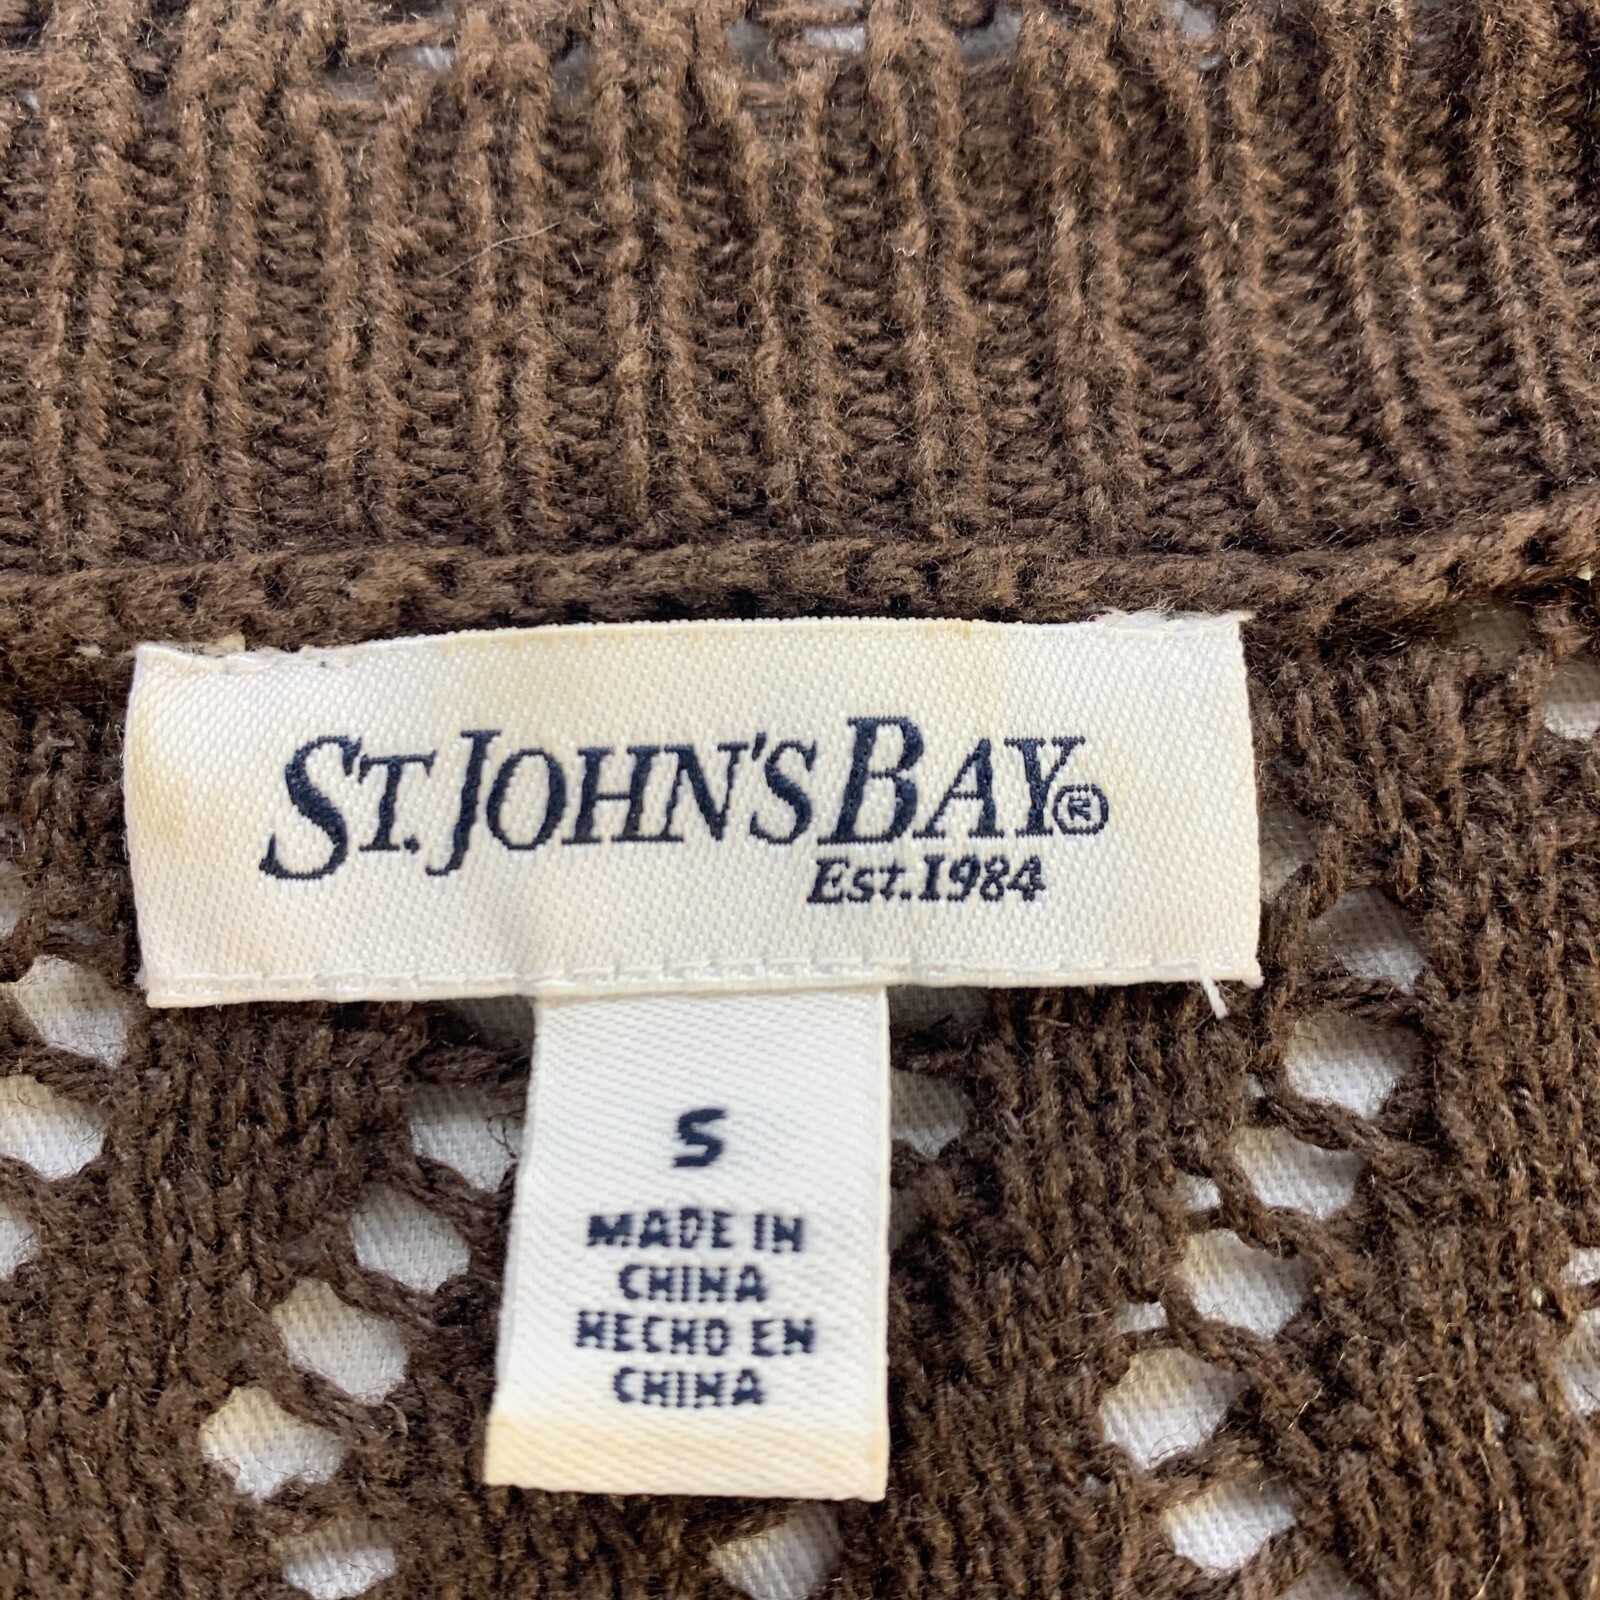 ST. JOHN'S BAY®
Est. 1984
S
MADE IN
CHINA
HECHO EN
CHINA